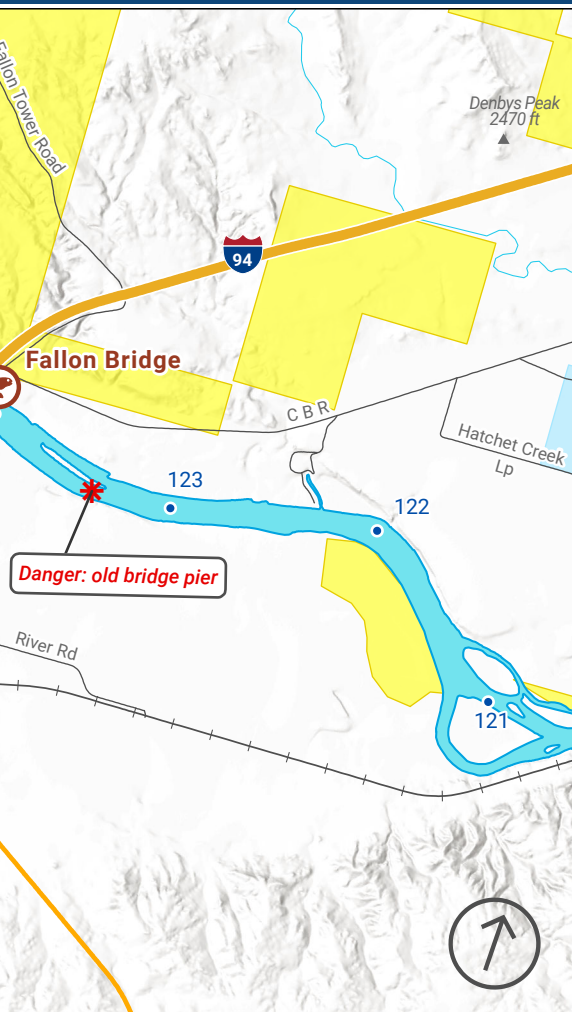 Fallon Tower Road
Denbys Peak
2470 ft
94
Fallon Bridge
CBR
Hatchet Creek
Lp
123
122
Danger: old bridge pier
River Rd
121